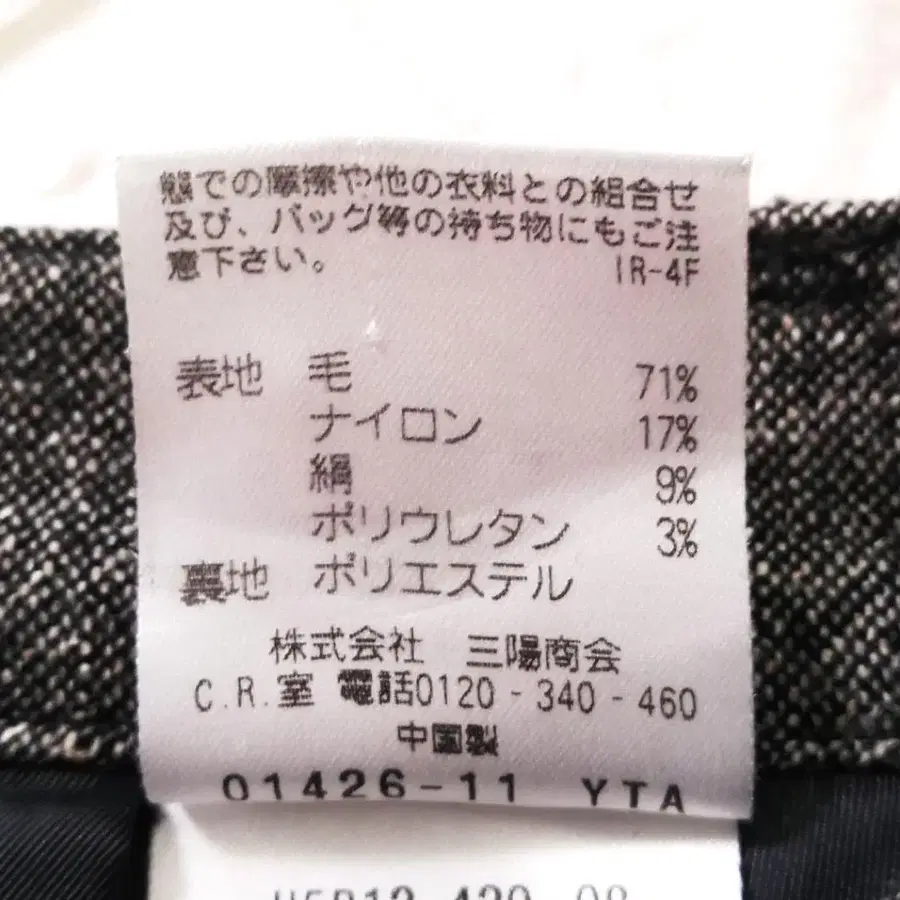 態での摩擦や他の衣料との組合せ
及び、バッグ等の持ち物にもご注
意下さい。 IR-4F
表地 毛 71%
ナイロン 17%
絹 9%
ポリウレタン 3%
裏地 ポリエステル
株式会社 三陽商会
C.R.室 電話0120-340-460
中国製
01426-11 YTA